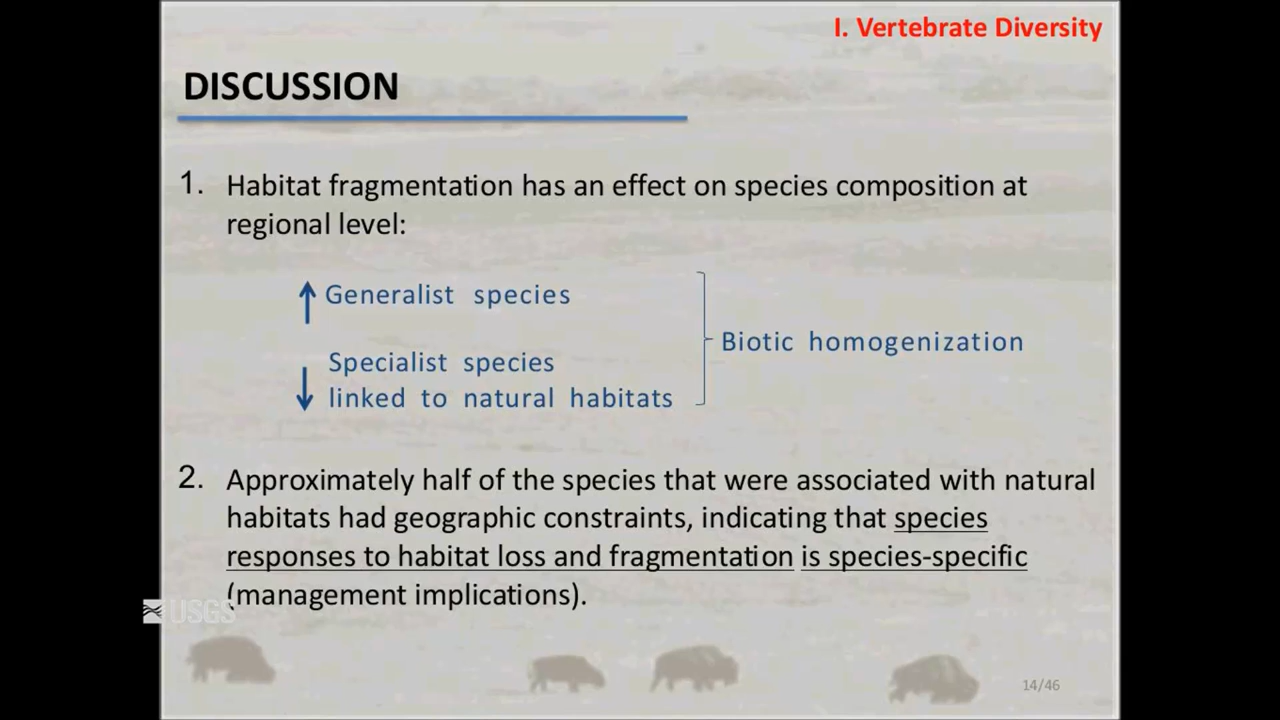 I. Vertebrate Diversity
DISCUSSION
1. Habitat fragmentation has an effect on species composition at
regional level:
↑ Generalist species
Specialist species
↓ linked to natural habitats
Biotic homogenization
2. Approximately half of the species that were associated with natural
habitats had geographic constraints, indicating that species
responses to habitat loss and fragmentation is species-specific
(management implications).
USGS
14/46